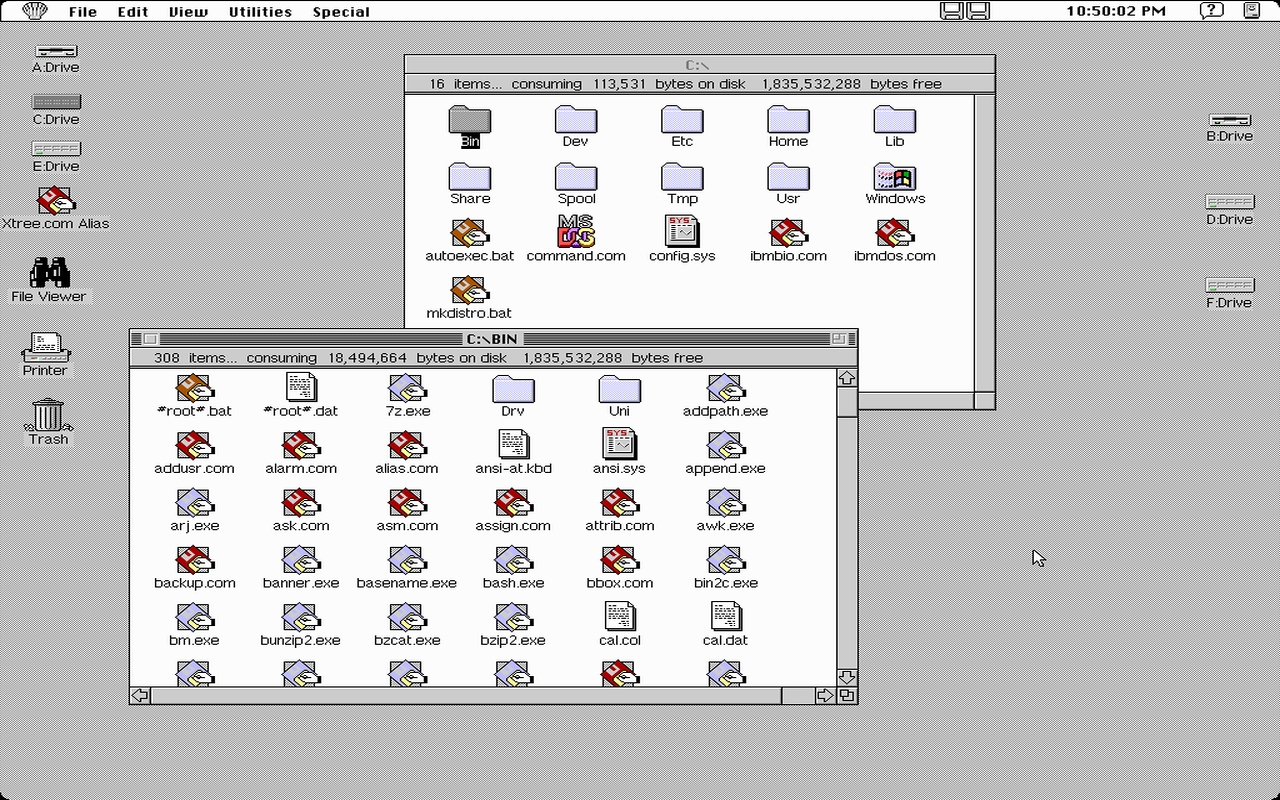 File Edit View Utilities Special 10:50:02 PM ?
A:Drive
C:Drive
E:Drive
Xtree.com Alias
File Viewer
Printer
Trash
C:\
16 items... consuming 113,531 bytes on disk 1,835,532,288 bytes free
Bin Dev Etc Home Lib
Share Spool Tmp Usr Windows
SYS
MS DOS
autoexec.bat command.com config.sys ibmbio.com ibmdos.com
mkdistro.bat
B:Drive
D:Drive
F:Drive
C:\BIN
308 items... consuming 18,494,664 bytes on disk 1,835,532,288 bytes free
*root*.bat *root*.dat 7z.exe Drv Uni addpath.exe
SYS
addusr.com alarm.com alias.com ansi-at.kbd ansi.sys append.exe
arj.exe ask.com asm.com assign.com attrib.com awk.exe
backup.com banner.exe basename.exe bash.exe bbox.com bin2c.exe
bm.exe bunzip2.exe bzcat.exe bzip2.exe cal.col cal.dat